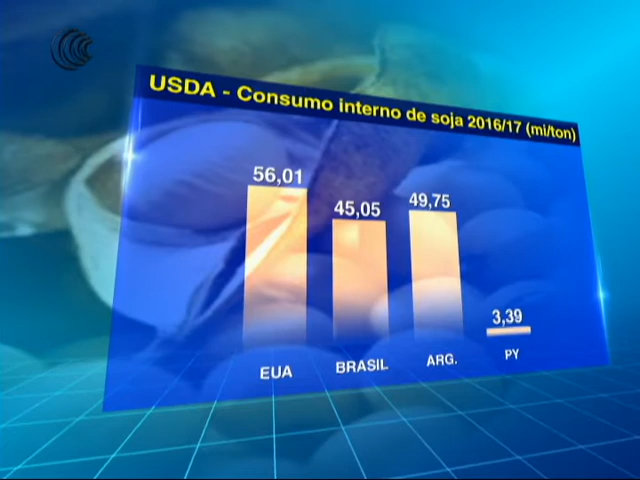 USDA - Consumo interno de soja 2016/17 (mi/ton)
56,01
45,05
49,75
3,39
EUA
BRASIL
ARG.
PY